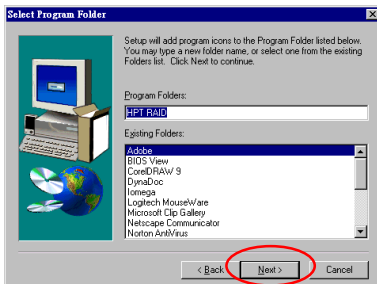 Select Program Folder
Setup will add program icons to the Program Folder listed below.
You may type a new folder name, or select one from the existing
Folders list. Click Next to continue.
Program Folders:
HPT RAID
Existing Folders:
Adobe
BIOS View
CorelDRAW 9
DynaDoc
Iomega
Logitech MouseWare
Microsoft Clip Gallery
Netscape Communicator
Norton AntiVirus
< Back
Next >
Cancel